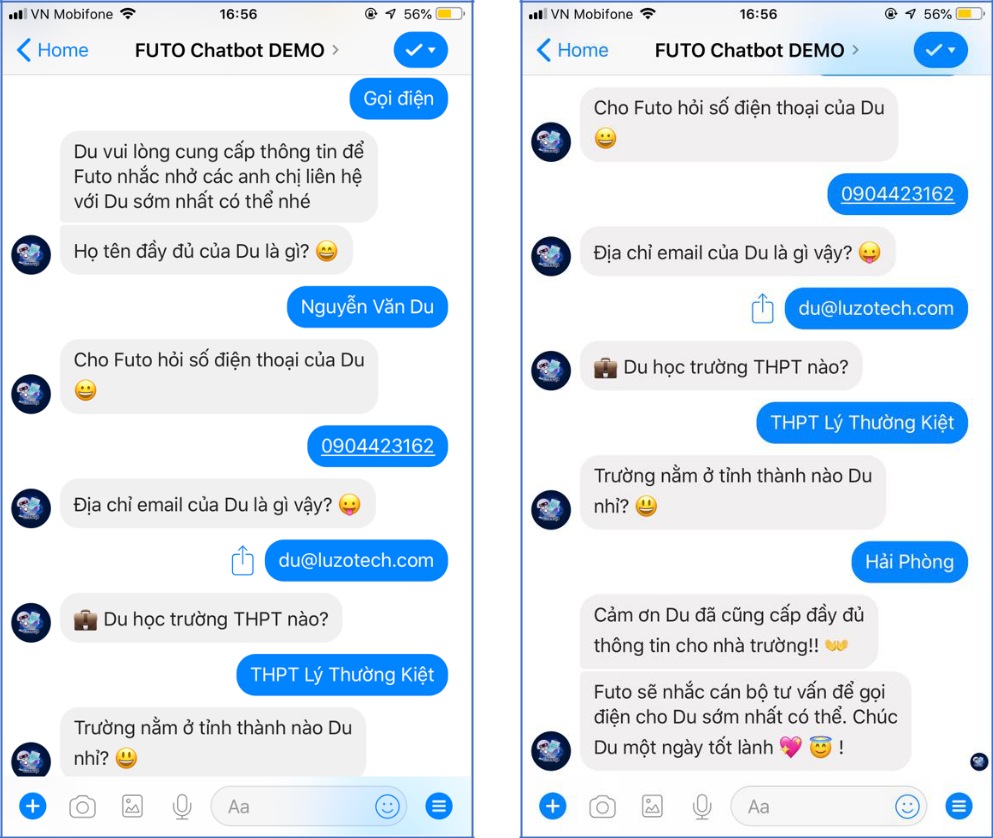 VN Mobifone 16:56 56%
Home FUTO Chatbot DEMO
Gọi điện
Du vui lòng cung cấp thông tin để
Futo nhắc nhở các anh chị liên hệ
với Du sớm nhất có thể nhé
Họ tên đầy đủ của Du là gì? 😄
Nguyễn Văn Du
Cho Futo hỏi số điện thoại của Du
😀
0904423162
Địa chỉ email của Du là gì vậy? 😛
du@luzotech.com
💼 Du học trường THPT nào?
THPT Lý Thường Kiệt
Trường nằm ở tỉnh thành nào Du
nhỉ? 😃
Aa
VN Mobifone 16:56 56%
Home FUTO Chatbot DEMO
Cho Futo hỏi số điện thoại của Du
😀
0904423162
Địa chỉ email của Du là gì vậy? 😛
du@luzotech.com
💼 Du học trường THPT nào?
THPT Lý Thường Kiệt
Trường nằm ở tỉnh thành nào Du
nhỉ? 😃
Hải Phòng
Cảm ơn Du đã cũng cấp đầy đủ
thông tin cho nhà trường!! 👐
Futo sẽ nhắc cán bộ tư vấn để gọi
điện cho Du sớm nhất có thể. Chúc
Du một ngày tốt lành 💖 😇 !
Aa